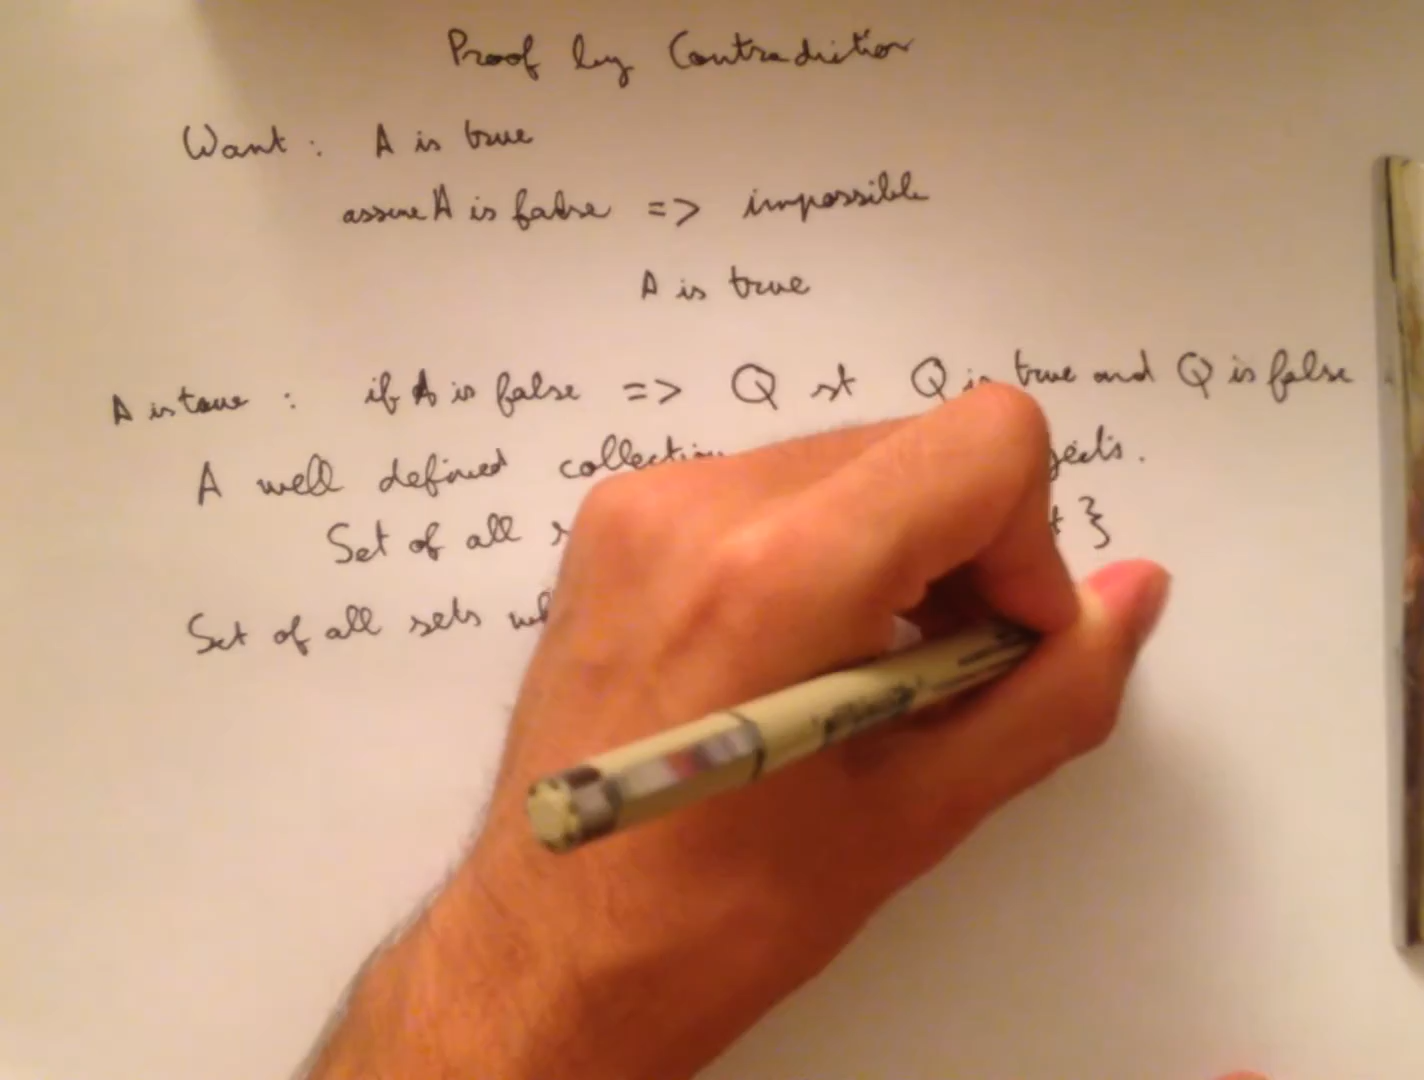 Proof by Contradiction
Want : A is true
assume A is false => impossible
A is true
A is true : if A is false => Q st Q is true and Q is false
A well defined collection
Set of all }
Set of all sets